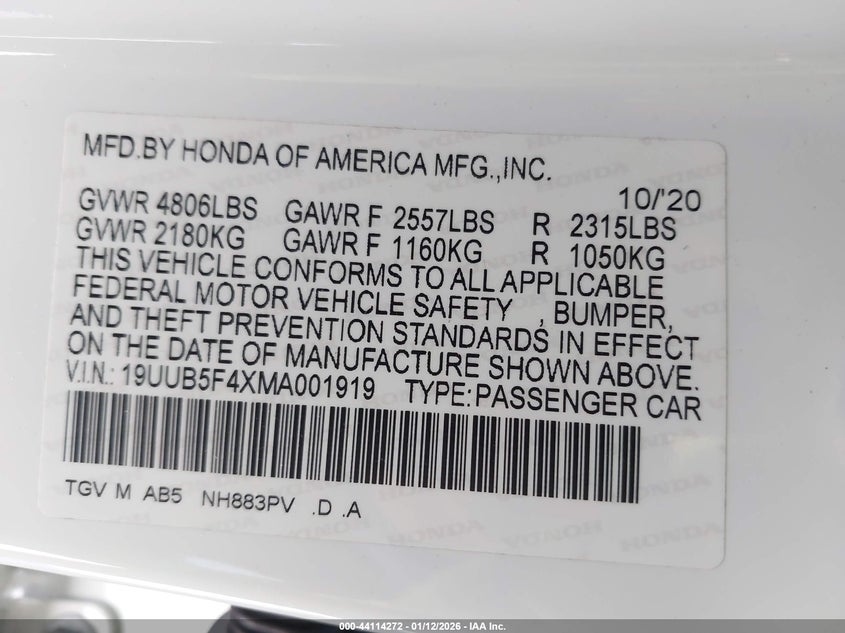 MFD.BY HONDA OF AMERICA MFG.,INC.
10/'20
GVWR 4806LBS GAWR F 2557LBS R 2315LBS
GVWR 2180KG GAWR F 1160KG R 1050KG
THIS VEHICLE CONFORMS TO ALL APPLICABLE
FEDERAL MOTOR VEHICLE SAFETY , BUMPER,
AND THEFT PREVENTION STANDARDS IN EFFECT
ON THE DATE OF MANUFACTURE SHOWN ABOVE.
V.I.N.: 19UUB5F4XMA001919 TYPE:PASSENGER CAR
TGV M AB5 NH883PV .D .A
000-44114272 — 01/12/2026 — IAA Inc.